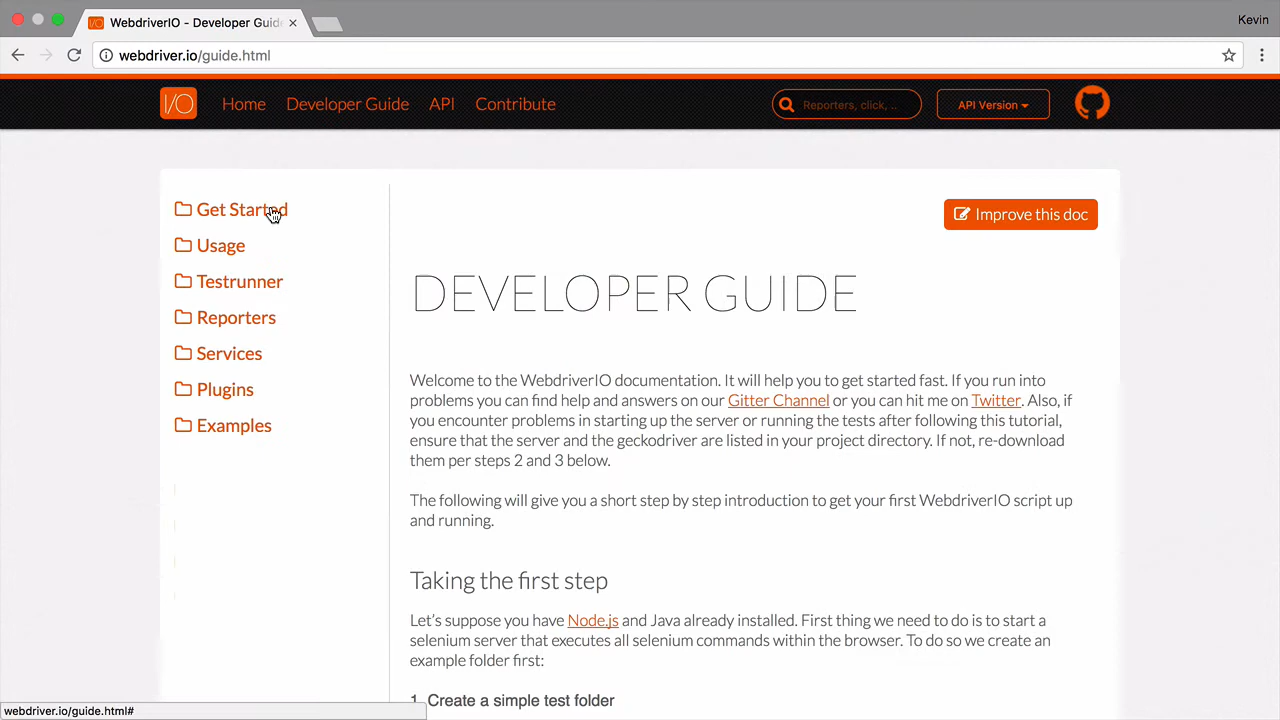 WebdriverIO - Developer Guid
Kevin
webdriver.io/guide.html
I/O Home Developer Guide API Contribute Reporters, click, .. API Version
Get Started
Usage
Testrunner
Reporters
Services
Plugins
Examples
Improve this doc
DEVELOPER GUIDE
Welcome to the WebdriverIO documentation. It will help you to get started fast. If you run into
problems you can find help and answers on our Gitter Channel or you can hit me on Twitter. Also, if
you encounter problems in starting up the server or running the tests after following this tutorial,
ensure that the server and the geckodriver are listed in your project directory. If not, re-download
them per steps 2 and 3 below.
The following will give you a short step by step introduction to get your first WebdriverIO script up
and running.
Taking the first step
Let's suppose you have Node.js and Java already installed. First thing we need to do is to start a
selenium server that executes all selenium commands within the browser. To do so we create an
example folder first:
1. Create a simple test folder
webdriver.io/guide.html#